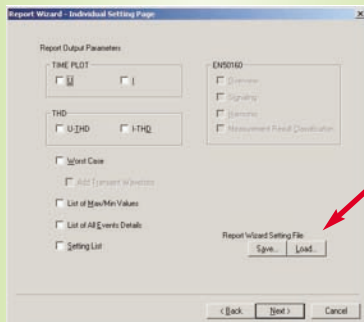 Report Wizard - Individual Setting Page
Report Output Parameters
TIME PLOT
U
I
THD
U-THD
I-THD
Worst Case
Add Transient Waveform
List of Max/Min Values
List of All Events Details
Setting List
EN50160
Overview
Signaling
Harmonic
Measurement Result Classification
Report Wizard Setting File
Save..
Load..
< Back
Next >
Cancel